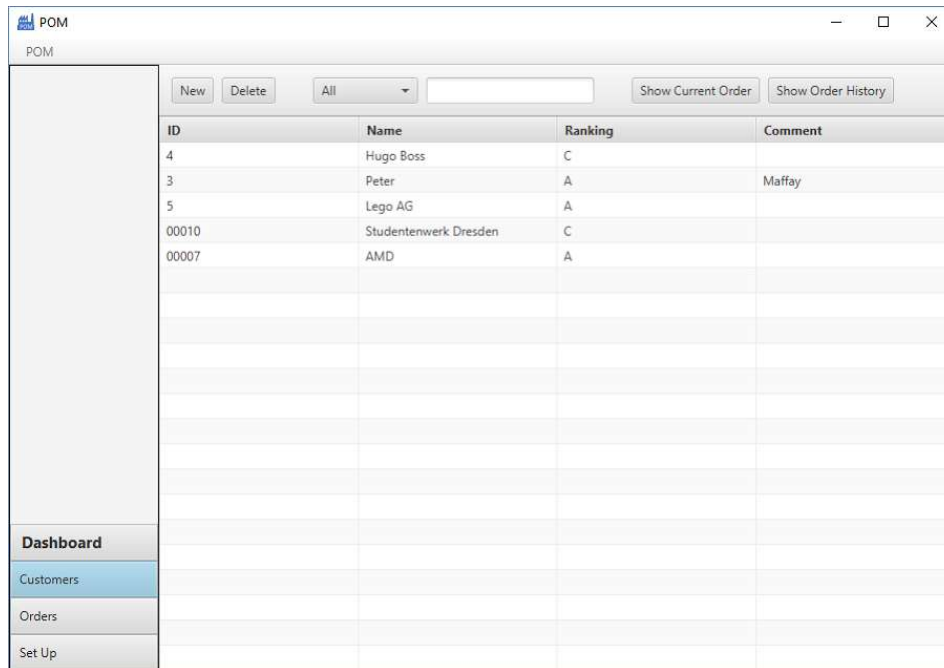 POM
POM
New Delete All Show Current Order Show Order History
ID Name Ranking Comment
4 Hugo Boss C
3 Peter A Maffay
5 Lego AG A
00010 Studentenwerk Dresden C
00007 AMD A
Dashboard
Customers
Orders
Set Up